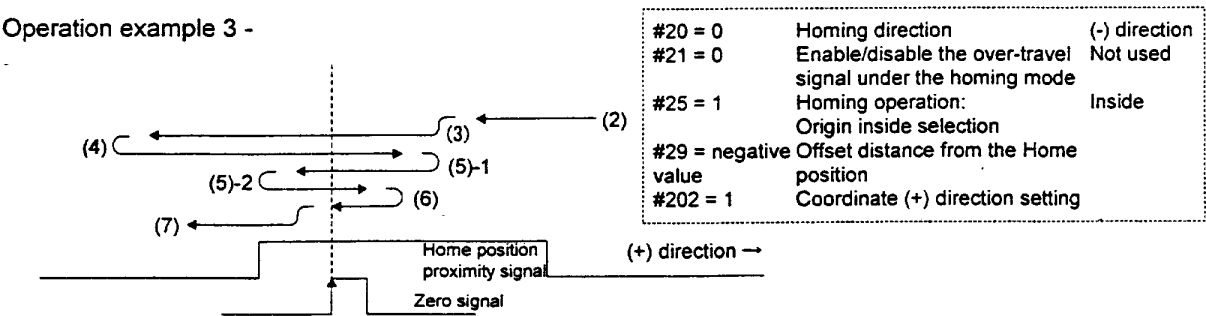 Operation example 3 -
#20 = 0 Homing direction (-) direction
#21 = 0 Enable/disable the over-travel Not used
signal under the homing mode
#25 = 1 Homing operation: Inside
Origin inside selection
#29 = negative Offset distance from the Home
value position
#202 = 1 Coordinate (+) direction setting
(2)
(3)
(4)
(5)-1
(5)-2
(6)
(7)
Home position
proximity signal
(+) direction →
Zero signal